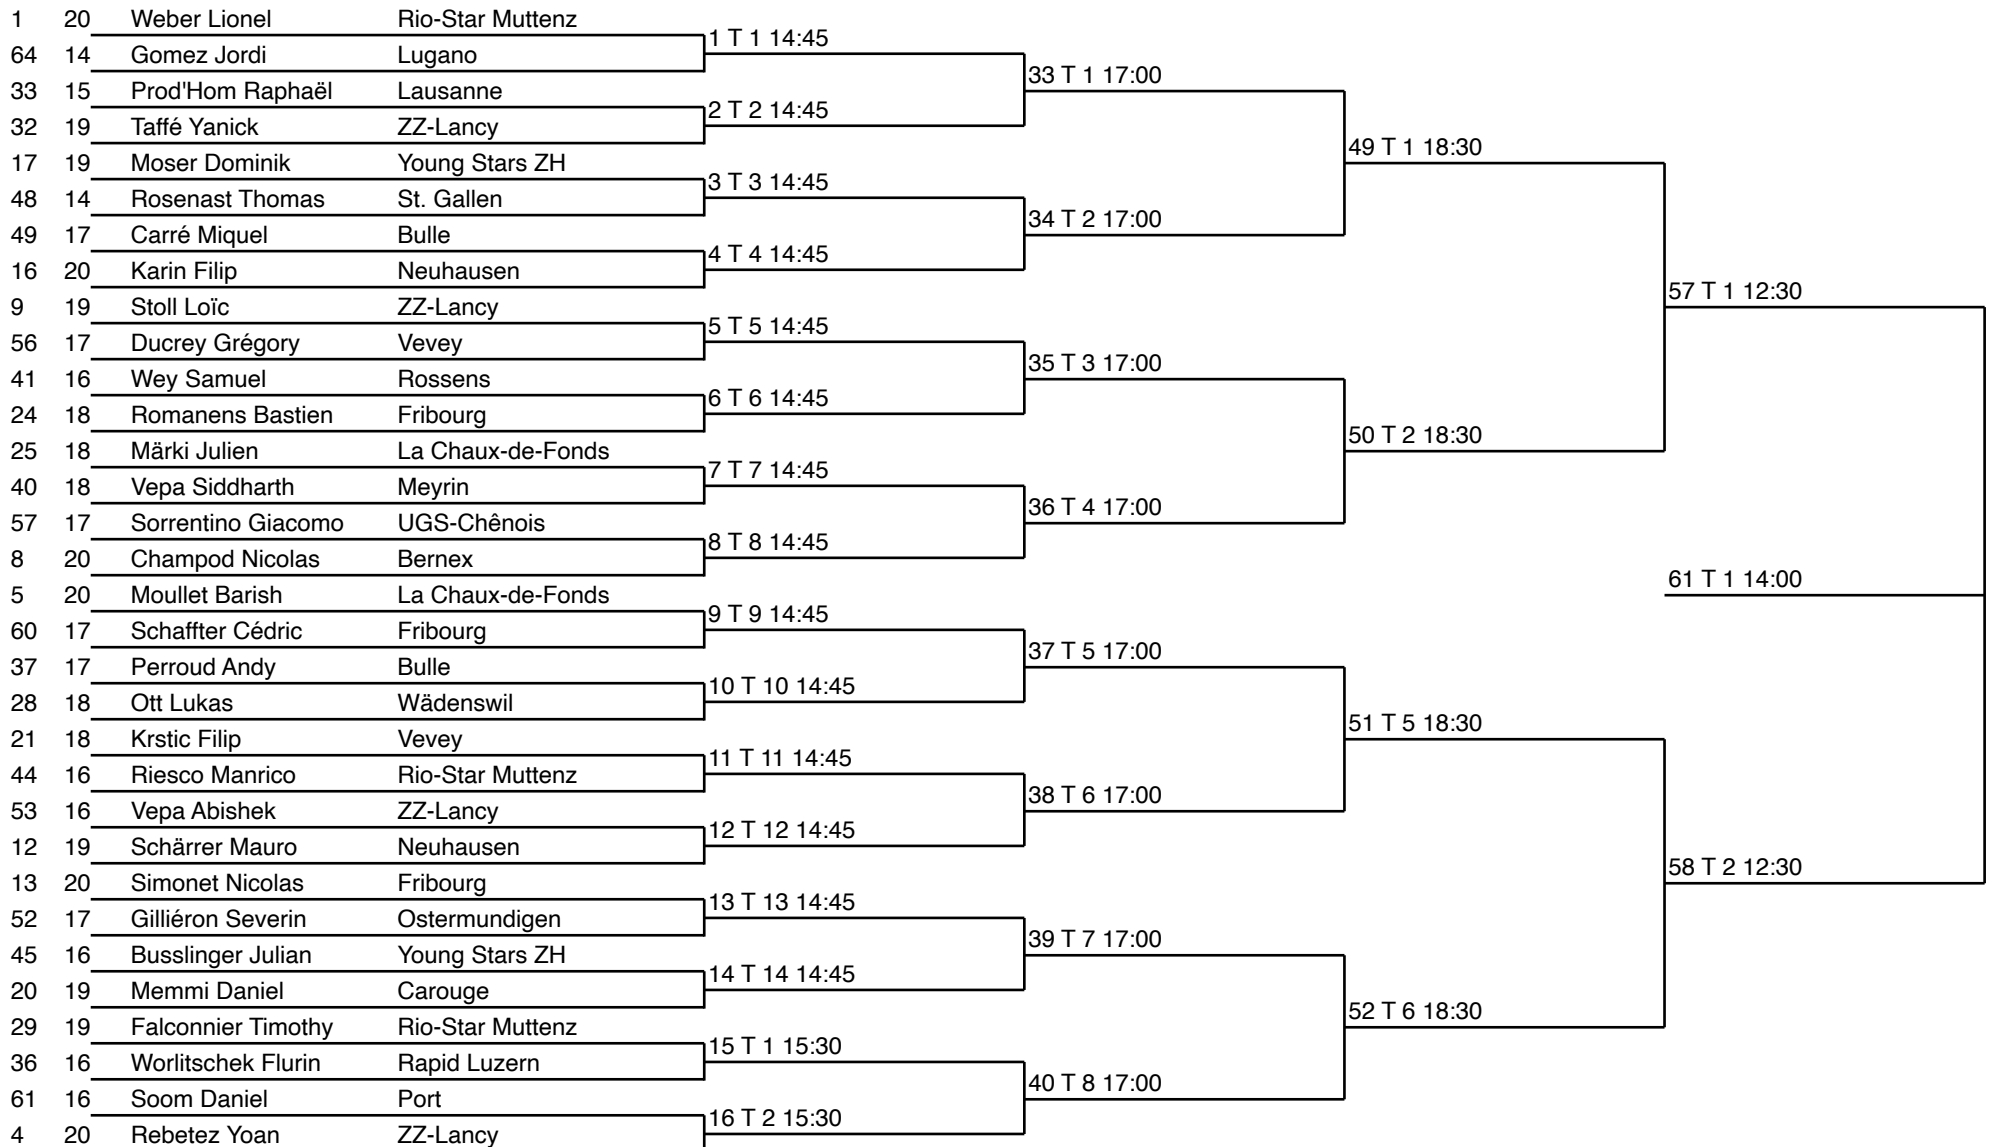 1 20 Weber Lionel Rio-Star Muttenz
1 T 1 14:45
64 14 Gomez Jordi Lugano
33 T 1 17:00
33 15 Prod'Hom Raphaël Lausanne
2 T 2 14:45
32 19 Taffé Yanick ZZ-Lancy
49 T 1 18:30
17 19 Moser Dominik Young Stars ZH
3 T 3 14:45
48 14 Rosenast Thomas St. Gallen
34 T 2 17:00
49 17 Carré Miquel Bulle
4 T 4 14:45
16 20 Karin Filip Neuhausen
57 T 1 12:30
9 19 Stoll Loïc ZZ-Lancy
5 T 5 14:45
56 17 Ducrey Grégory Vevey
35 T 3 17:00
41 16 Wey Samuel Rossens
6 T 6 14:45
24 18 Romanens Bastien Fribourg
50 T 2 18:30
25 18 Märki Julien La Chaux-de-Fonds
7 T 7 14:45
40 18 Vepa Siddharth Meyrin
36 T 4 17:00
57 17 Sorrentino Giacomo UGS-Chênois
8 T 8 14:45
8 20 Champod Nicolas Bernex
61 T 1 14:00
5 20 Moullet Barish La Chaux-de-Fonds
9 T 9 14:45
60 17 Schaffter Cédric Fribourg
37 T 5 17:00
37 17 Perroud Andy Bulle
10 T 10 14:45
28 18 Ott Lukas Wädenswil
51 T 5 18:30
21 18 Krstic Filip Vevey
11 T 11 14:45
44 16 Riesco Manrico Rio-Star Muttenz
38 T 6 17:00
53 16 Vepa Abishek ZZ-Lancy
12 T 12 14:45
12 19 Schärrer Mauro Neuhausen
58 T 2 12:30
13 20 Simonet Nicolas Fribourg
13 T 13 14:45
52 17 Gilliéron Severin Ostermundigen
39 T 7 17:00
45 16 Busslinger Julian Young Stars ZH
14 T 14 14:45
20 19 Memmi Daniel Carouge
52 T 6 18:30
29 19 Falconnier Timothy Rio-Star Muttenz
15 T 1 15:30
36 16 Worlitschek Flurin Rapid Luzern
40 T 8 17:00
61 16 Soom Daniel Port
16 T 2 15:30
4 20 Rebetez Yoan ZZ-Lancy